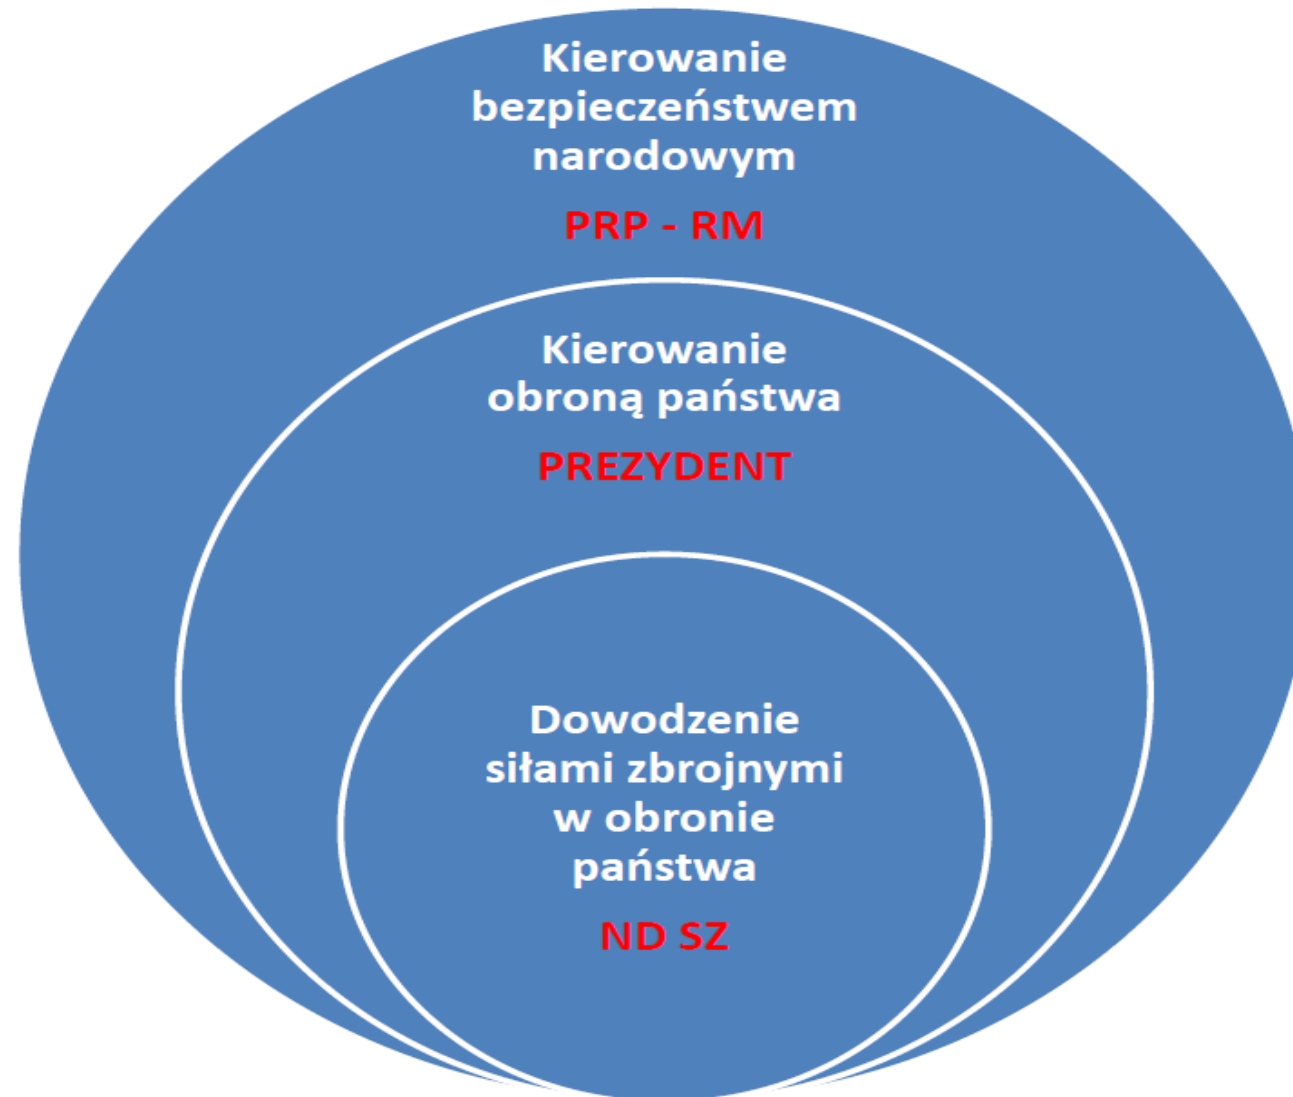 Kierowanie
bezpieczeństwem
narodowym
PRP - RM
Kierowanie
obroną państwa
PREZYDENT
Dowodzenie
siłami zbrojnymi
w obronie
państwa
ND SZ